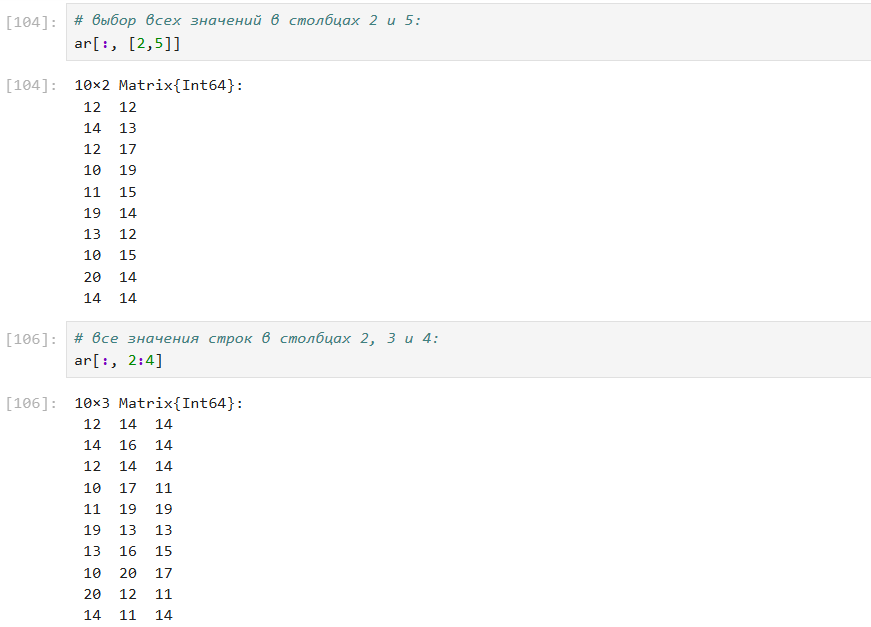 [104]: # выбор всех значений в столбцах 2 и 5:
ar[:, [2,5]]
[104]: 10×2 Matrix{Int64}:
12 12
14 13
12 17
10 19
11 15
19 14
13 12
10 15
20 14
14 14
[106]: # все значения строк в столбцах 2, 3 и 4:
ar[:, 2:4]
[106]: 10×3 Matrix{Int64}:
12 14 14
14 16 14
12 14 14
10 17 11
11 19 19
19 13 13
13 16 15
10 20 17
20 12 11
14 11 14